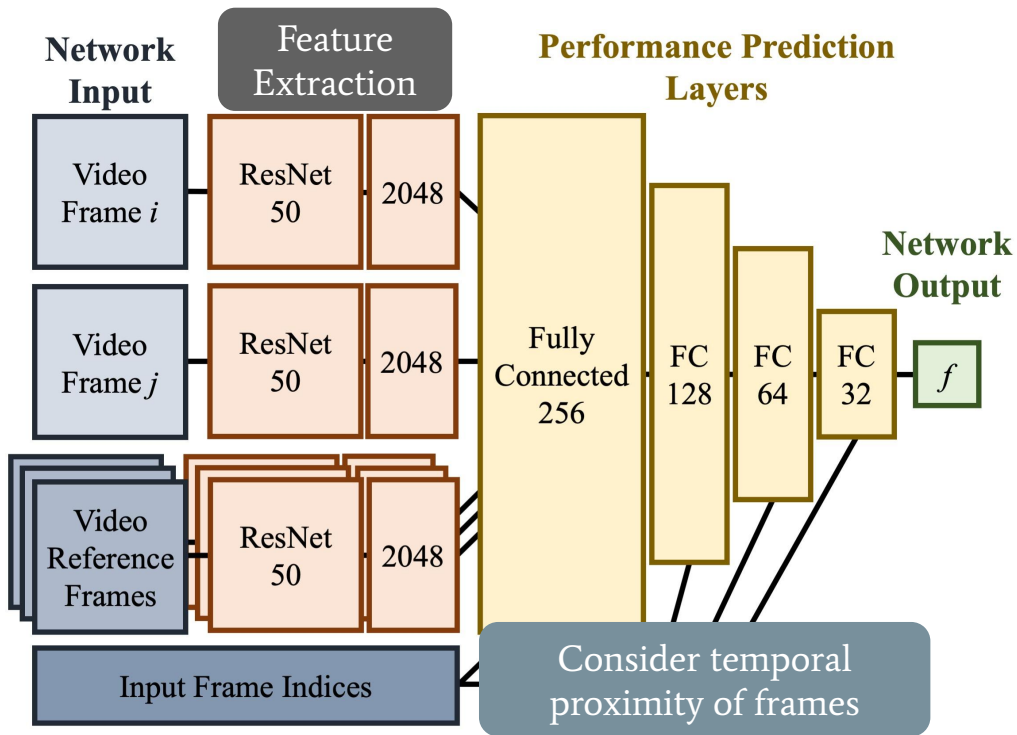 Network
Input
Feature
Extraction
Performance Prediction
Layers
Video
Frame i
ResNet
50
2048
Video
Frame j
ResNet
50
2048
Video
Reference
Frames
ResNet
50
2048
Input Frame Indices
Fully
Connected
256
FC
128
FC
64
FC
32
Network
Output
f
Consider temporal
proximity of frames